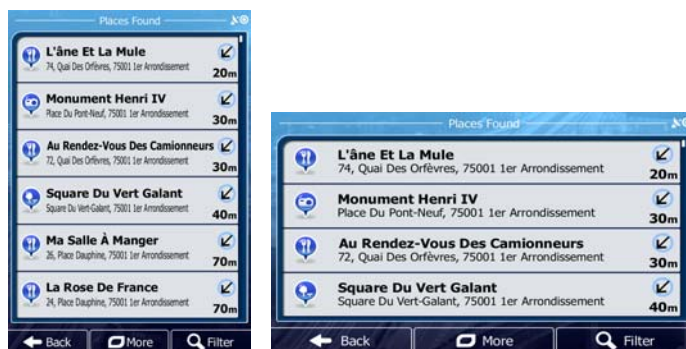 Places Found
L'âne Et La Mule
74, Quai Des Orfèvres, 75001 1er Arrondissement
20m
Monument Henri IV
Place Du Pont-Neuf, 75001 1er Arrondissement
30m
Au Rendez-Vous Des Camionneurs
72, Quai Des Orfèvres, 75001 1er Arrondissement
30m
Square Du Vert Galant
Square Du Vert-Galant, 75001 1er Arrondissement
40m
Ma Salle À Manger
26, Place Dauphine, 75001 1er Arrondissement
70m
La Rose De France
24, Place Dauphine, 75001 1er Arrondissement
70m
Back More Filter
Places Found
L'âne Et La Mule
74, Quai Des Orfèvres, 75001 1er Arrondissement
20m
Monument Henri IV
Place Du Pont-Neuf, 75001 1er Arrondissement
30m
Au Rendez-Vous Des Camionneurs
72, Quai Des Orfèvres, 75001 1er Arrondissement
30m
Square Du Vert Galant
Square Du Vert-Galant, 75001 1er Arrondissement
40m
Back More Filter